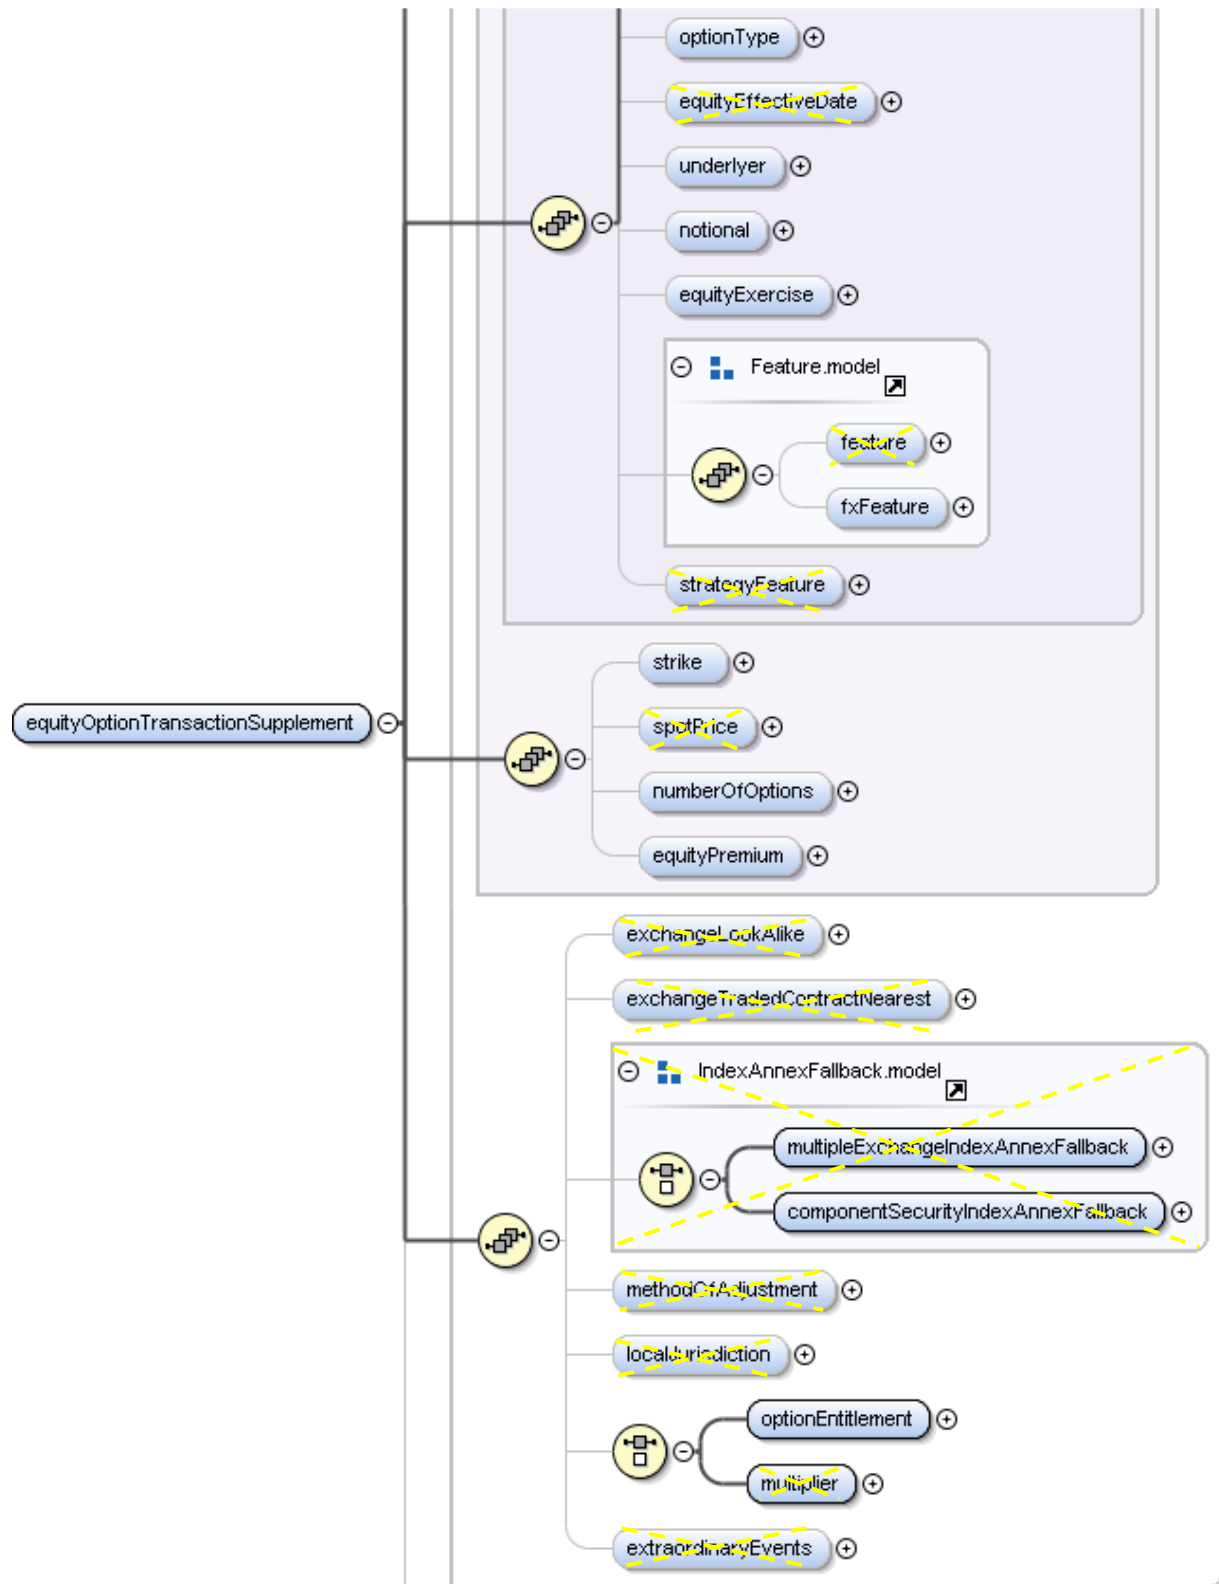 optionType
equityEffectiveDate
underlyer
notional
equityExercise
Feature.model
feature
fxFeature
strategyFeature
strike
equityOptionTransactionSupplement
spotPrice
numberOfOptions
equityPremium
exchangeLookAlike
exchangeTradedContractNearest
IndexAnnexFallback.model
multipleExchangeIndexAnnexFallback
componentSecurityIndexAnnexFallback
methodOfAdjustment
localJurisdiction
optionEntitlement
multiplier
extraordinaryEvents